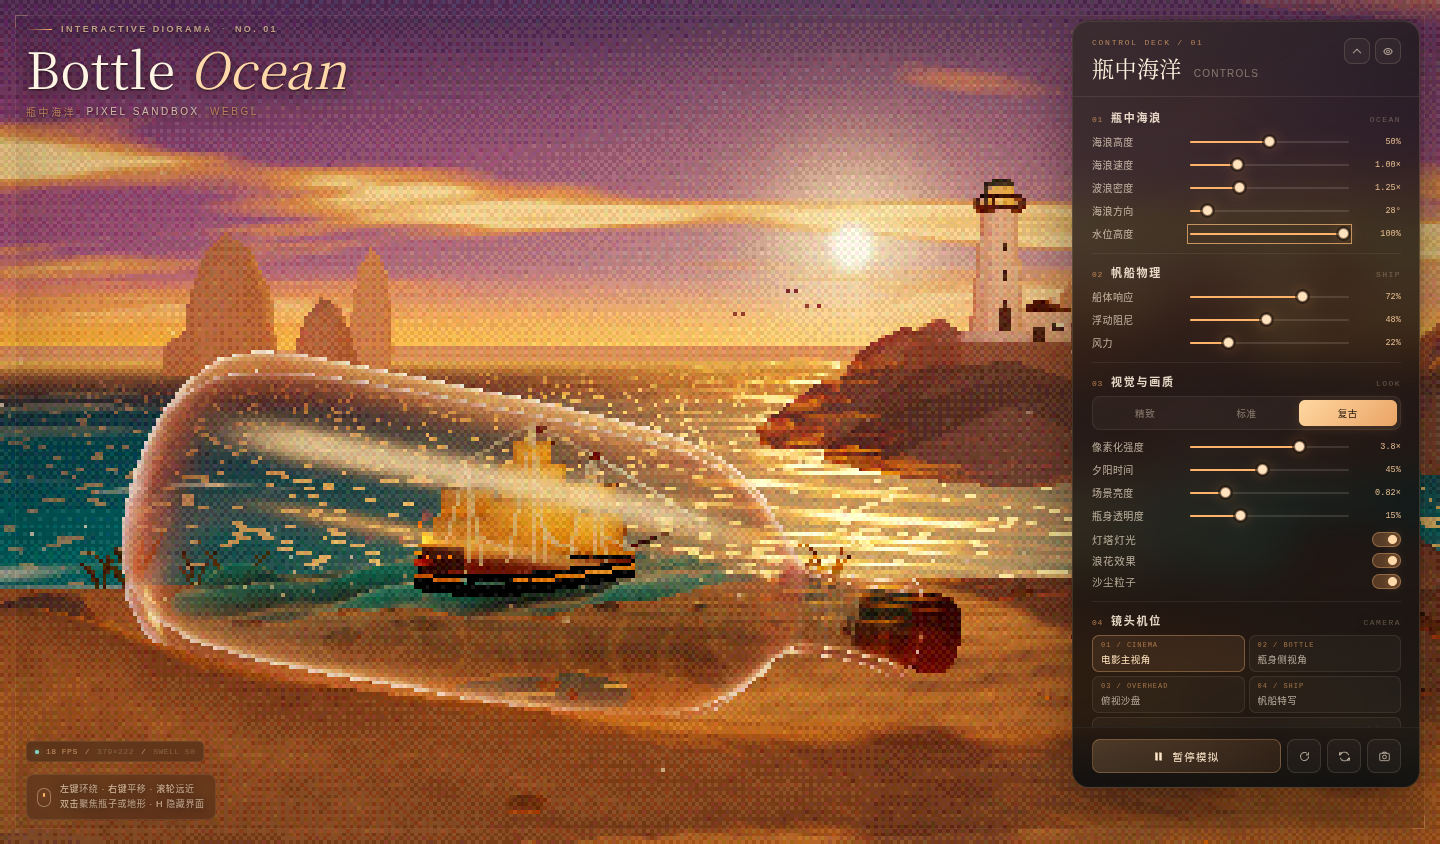 INTERACTIVE DIORAMA · NO. 01
Bottle Ocean
瓶中海洋 PIXEL SANDBOX WEBGL
CONTROL DECK / 01
瓶中海洋 CONTROLS
01 瓶中海浪 OCEAN
海浪高度 50%
海浪速度 1.00×
波浪密度 1.25×
海浪方向 28°
水位高度 100%
02 帆船物理 SHIP
船体响应 72%
浮动阻尼 48%
风力 22%
03 视觉与画质 LOOK
精致 标准 复古
像素化强度 3.8×
夕阳时间 45%
场景亮度 0.82×
瓶身透明度 15%
灯塔灯光
浪花效果
沙尘粒子
04 镜头机位 CAMERA
01 / CINEMA
电影主视角
02 / BOTTLE
瓶身侧视角
03 / OVERHEAD
俯视沙盘
04 / SHIP
帆船特写
暂停模拟
18 FPS / 379×222 / SWELL 50
左键环绕 · 右键平移 · 滚轮远近
双击聚焦瓶子或地形 · H 隐藏界面